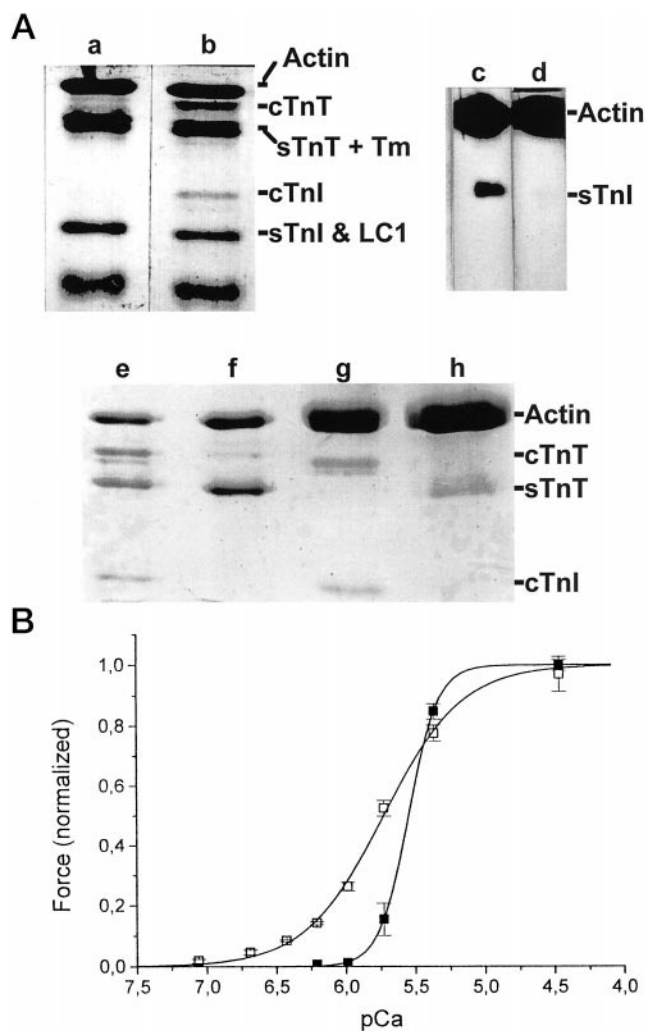 A
a b
Actin
cTnT
sTnT + Tm
cTnI
sTnI & LC1
c d
Actin
sTnI
e f g h
Actin
cTnT
sTnT
cTnI
B
Force (normalized)
1,0
0,8
0,6
0,4
0,2
0,0
7,5 7,0 6,5 6,0 5,5 5,0 4,5 4,0
pCa